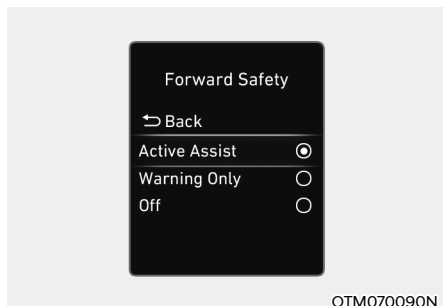 Forward Safety
Back
Active Assist
Warning Only
Off
OTM070090N